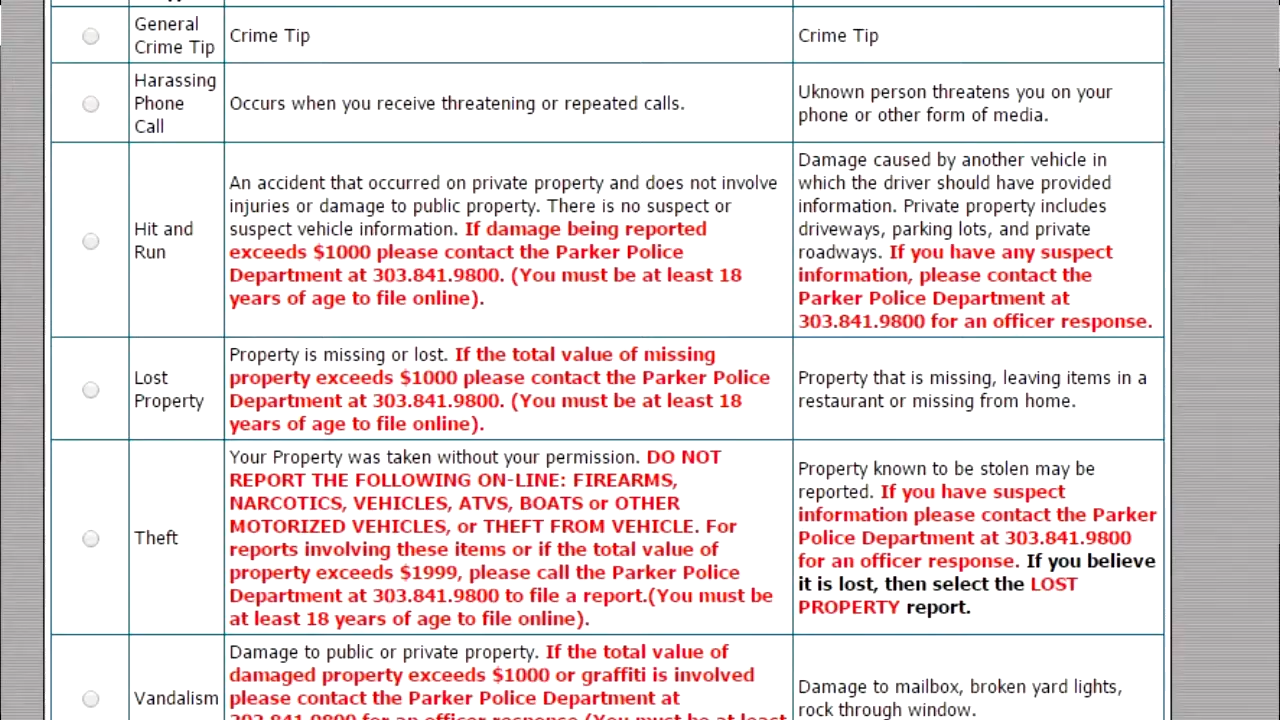 General
Crime Tip
Crime Tip
Crime Tip
Harassing
Phone
Call
Occurs when you receive threatening or repeated calls.
Uknown person threatens you on your
phone or other form of media.
Hit and
Run
An accident that occurred on private property and does not involve
injuries or damage to public property. There is no suspect or
suspect vehicle information. If damage being reported
exceeds $1000 please contact the Parker Police
Department at 303.841.9800. (You must be at least 18
years of age to file online).
Damage caused by another vehicle in
which the driver should have provided
information. Private property includes
driveways, parking lots, and private
roadways. If you have any suspect
information, please contact the
Parker Police Department at
303.841.9800 for an officer response.
Lost
Property
Property is missing or lost. If the total value of missing
property exceeds $1000 please contact the Parker Police
Department at 303.841.9800. (You must be at least 18
years of age to file online).
Property that is missing, leaving items in a
restaurant or missing from home.
Theft
Your Property was taken without your permission. DO NOT
REPORT THE FOLLOWING ON-LINE: FIREARMS,
NARCOTICS, VEHICLES, ATVS, BOATS or OTHER
MOTORIZED VEHICLES, or THEFT FROM VEHICLE. For
reports involving these items or if the total value of
property exceeds $1999, please call the Parker Police
Department at 303.841.9800 to file a report.(You must be
at least 18 years of age to file online).
Property known to be stolen may be
reported. If you have suspect
information please contact the Parker
Police Department at 303.841.9800
for an officer response. If you believe
it is lost, then select the LOST
PROPERTY report.
Vandalism
Damage to public or private property. If the total value of
damaged property exceeds $1000 or graffiti is involved
please contact the Parker Police Department at
303.841.9800 for an officer response.(You must be at least
Damage to mailbox, broken yard lights,
rock through window.